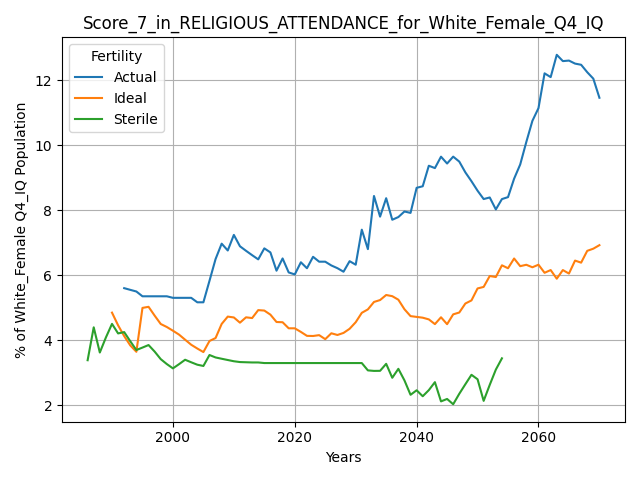 Score_7_in_RELIGIOUS_ATTENDANCE_for_White_Female_Q4_IQ
Fertility
Actual
Ideal
Sterile
% of White_Female Q4_IQ Population
12
10
8
6
4
2
2000
2020
2040
2060
Years